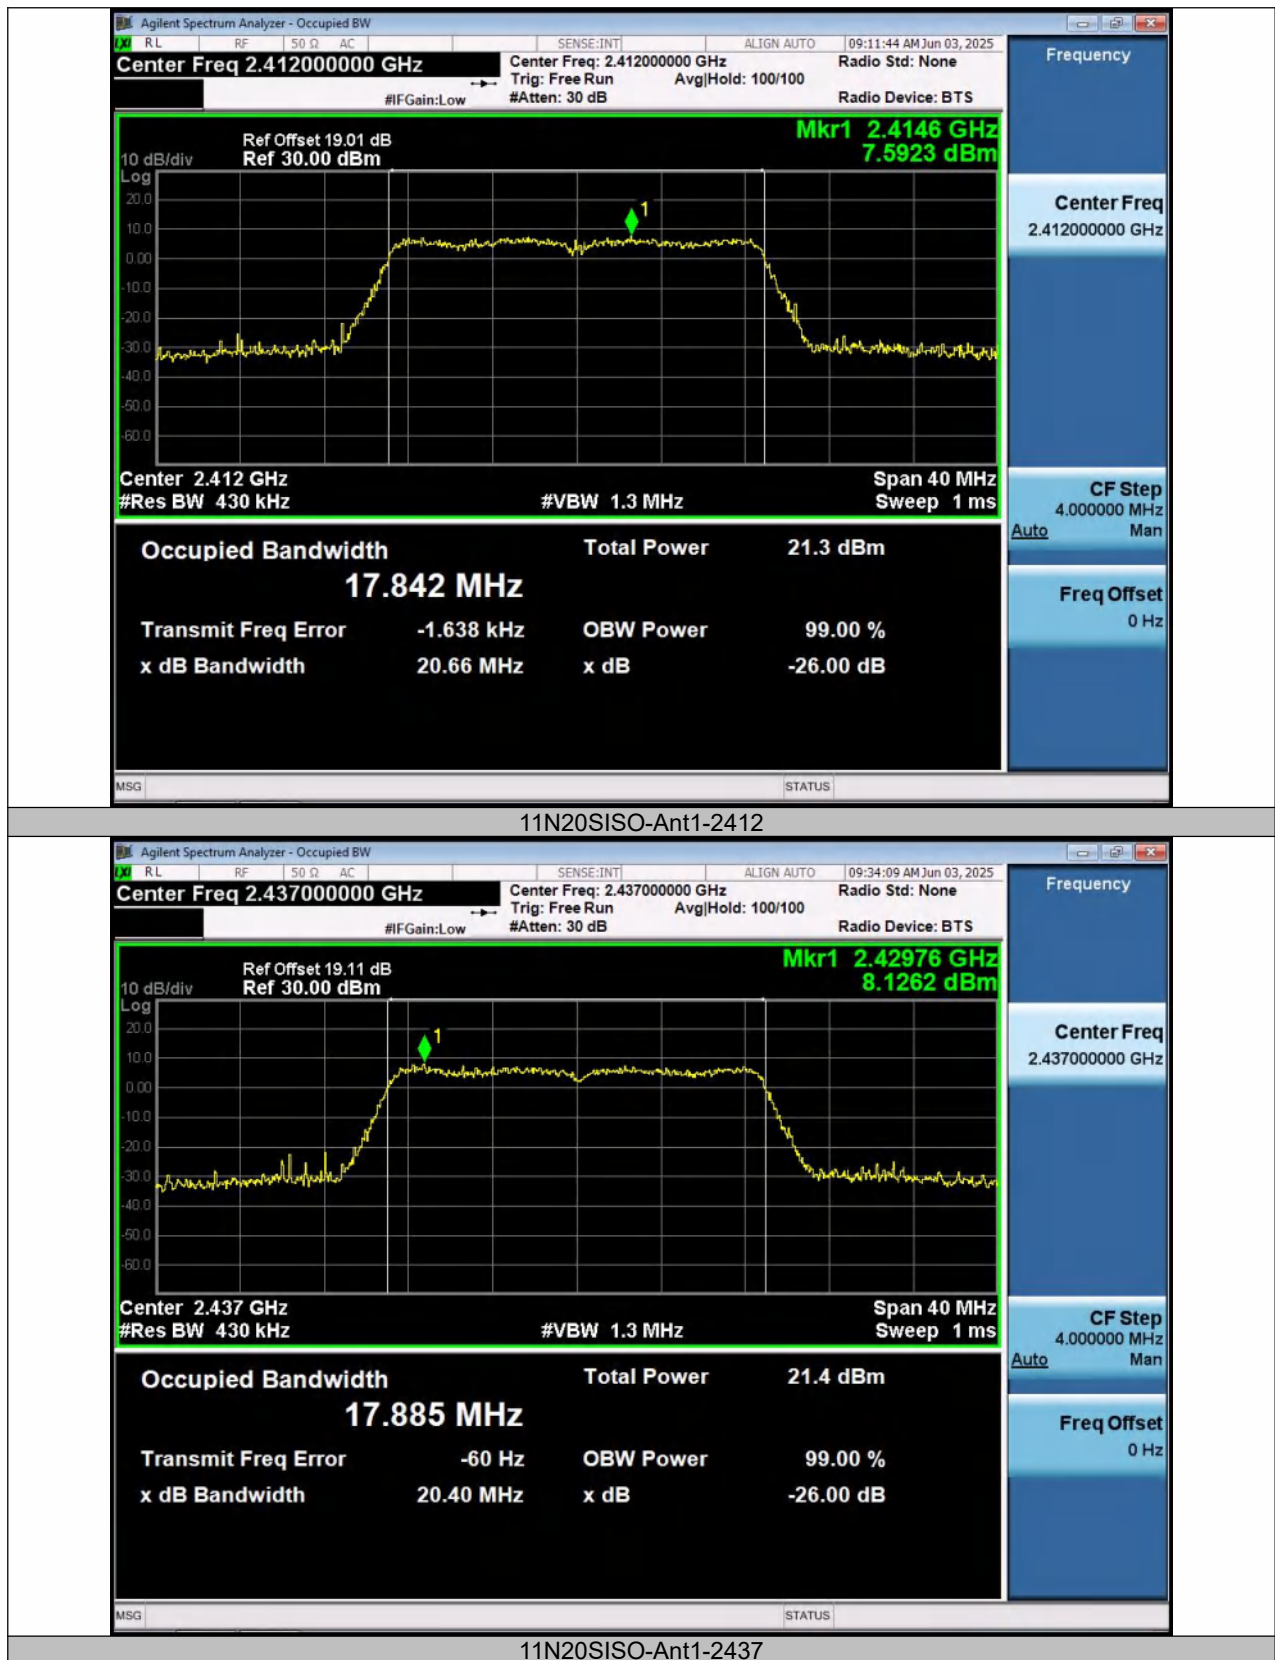 Agilent Spectrum Analyzer - Occupied BW
LXI RL RF 50 Ω AC SENSE:INT ALIGN AUTO 09:11:44 AM Jun 03, 2025
Center Freq 2.412000000 GHz Center Freq: 2.412000000 GHz Radio Std: None Frequency
Trig: Free Run Avg|Hold: 100/100
#IFGain:Low #Atten: 30 dB Radio Device: BTS
Mkr1 2.4146 GHz
Ref Offset 19.01 dB
7.5923 dBm
10 dB/div Ref 30.00 dBm
Log
20.0
1
Center Freq
2.412000000 GHz
10.0
0.00
-10.0
-20.0
-30.0
-40.0
-50.0
-60.0
Center 2.412 GHz Span 40 MHz
#Res BW 430 kHz #VBW 1.3 MHz Sweep 1 ms
CF Step
4.000000 MHz
Auto Man
Occupied Bandwidth Total Power 21.3 dBm
17.842 MHz
Freq Offset
0 Hz
Transmit Freq Error -1.638 kHz OBW Power 99.00 %
x dB Bandwidth 20.66 MHz x dB -26.00 dB
MSG STATUS
11N20SISO-Ant1-2412
Agilent Spectrum Analyzer - Occupied BW
LXI RL RF 50 Ω AC SENSE:INT ALIGN AUTO 09:34:09 AM Jun 03, 2025
Center Freq 2.437000000 GHz Center Freq: 2.437000000 GHz Radio Std: None Frequency
Trig: Free Run Avg|Hold: 100/100
#IFGain:Low #Atten: 30 dB Radio Device: BTS
Mkr1 2.42976 GHz
Ref Offset 19.11 dB
8.1262 dBm
10 dB/div Ref 30.00 dBm
Log
20.0
1
Center Freq
2.437000000 GHz
10.0
0.00
-10.0
-20.0
-30.0
-40.0
-50.0
-60.0
Center 2.437 GHz Span 40 MHz
#Res BW 430 kHz #VBW 1.3 MHz Sweep 1 ms
CF Step
4.000000 MHz
Auto Man
Occupied Bandwidth Total Power 21.4 dBm
17.885 MHz
Freq Offset
0 Hz
Transmit Freq Error -60 Hz OBW Power 99.00 %
x dB Bandwidth 20.40 MHz x dB -26.00 dB
MSG STATUS
11N20SISO-Ant1-2437